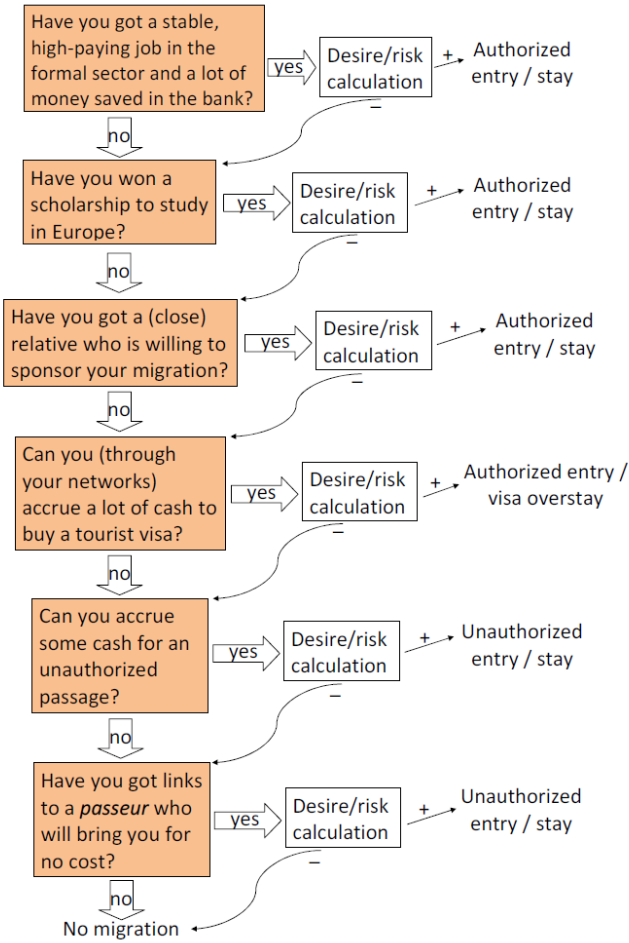 Have you got a stable,
high-paying job in the
formal sector and a lot of
money saved in the bank?
yes
Desire/risk
calculation
+
Authorized
entry / stay
–
no
Have you won a
scholarship to study
in Europe?
yes
Desire/risk
calculation
+
Authorized
entry / stay
–
no
Have you got a (close)
relative who is willing to
sponsor your migration?
yes
Desire/risk
calculation
+
Authorized
entry / stay
–
no
Can you (through
your networks)
accrue a lot of cash to
buy a tourist visa?
yes
Desire/risk
calculation
+
Authorized entry /
visa overstay
–
no
Can you accrue
some cash for an
unauthorized
passage?
yes
Desire/risk
calculation
+
Unauthorized
entry / stay
–
no
Have you got links
to a passeur who
will bring you for
no cost?
yes
Desire/risk
calculation
+
Unauthorized
entry / stay
–
no
No migration